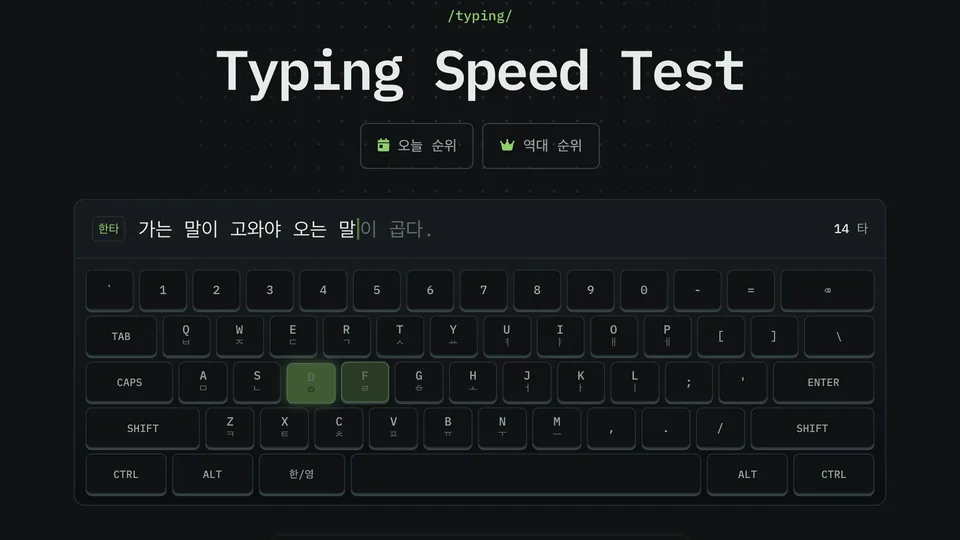 /typing/
Typing Speed Test
오늘 순위 역대 순위
한타 가는 말이 고와야 오는 말이 곱다. 14 타
` 1 2 3 4 5 6 7 8 9 0 - = ⌫
TAB Q W E R T Y U I O P [ ] \
ㅂ ㅈ ㄷ ㄱ ㅅ ㅛ ㅕ ㅑ ㅐ ㅔ
CAPS A S D F G H J K L ; ' ENTER
ㅁ ㄴ ㅇ ㄹ ㅎ ㅗ ㅓ ㅏ ㅣ
SHIFT Z X C V B N M , . / SHIFT
ㅋ ㅌ ㅊ ㅍ ㅠ ㅜ ㅡ
CTRL ALT 한/영 ALT CTRL